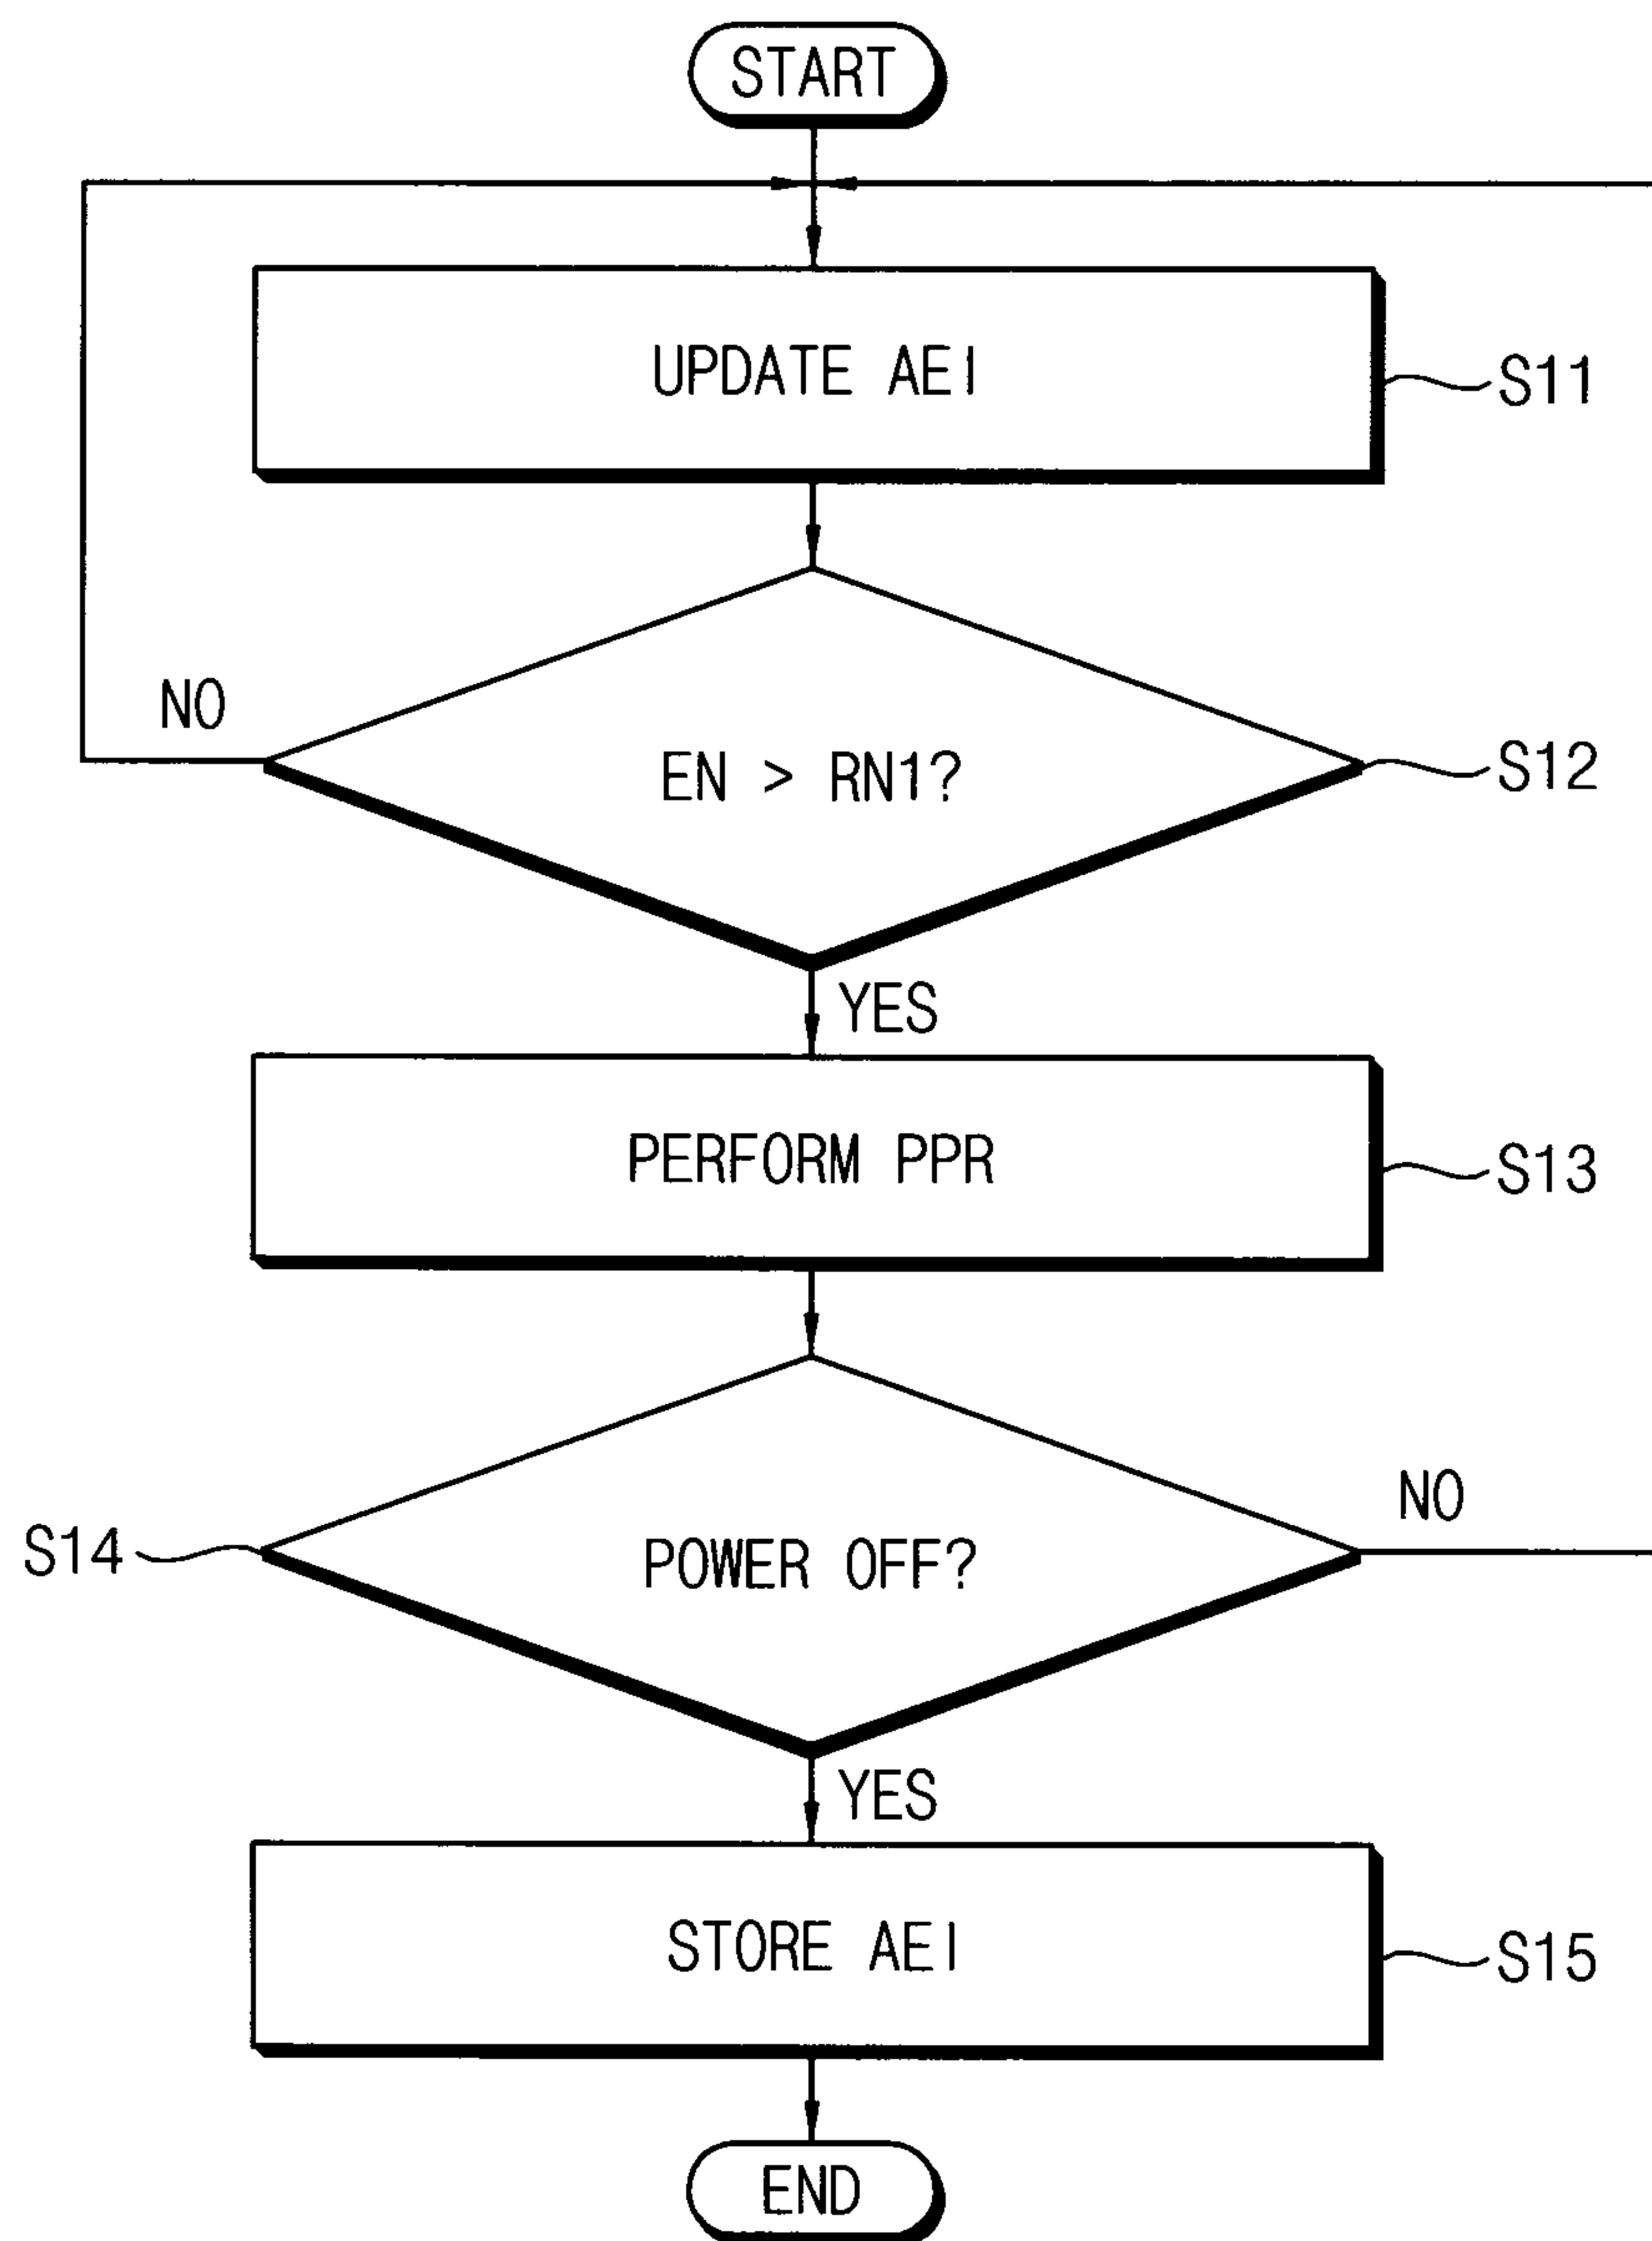 START
UPDATE AEI
S11
NO
EN > RN1?
S12
YES
PERFORM PPR
S13
NO
S14
POWER OFF?
YES
STORE AEI
S15
END